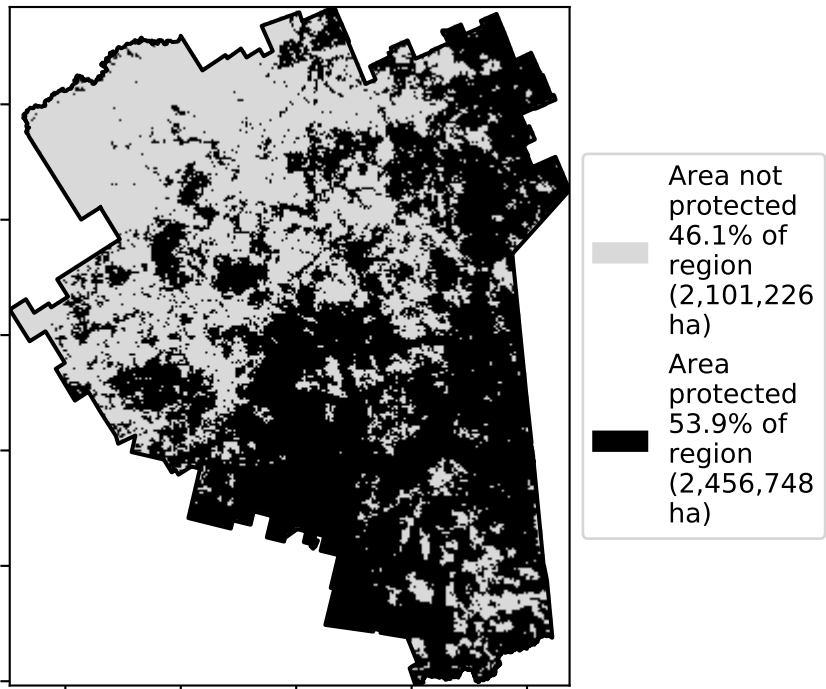 Area not
protected
46.1% of
region
(2,101,226
ha)
Area
protected
53.9% of
region
(2,456,748
ha)